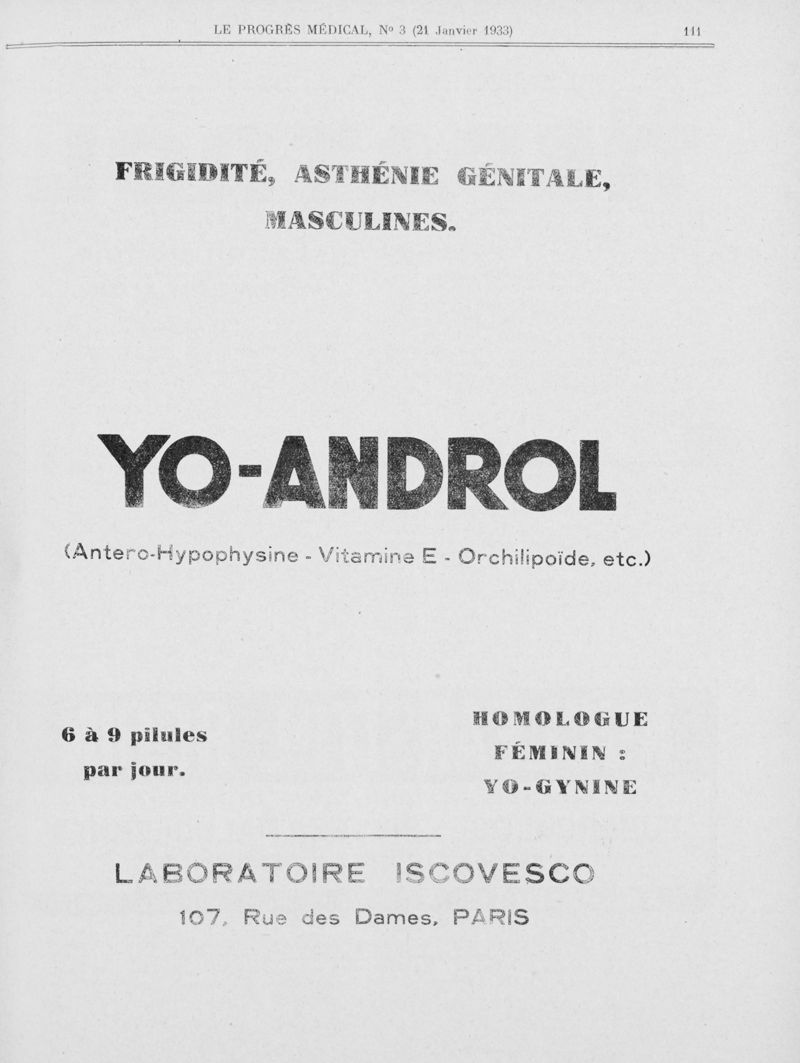 LE PROGRÈS MÉDICAL, Nº 3 (21 Janvier 1933) 111
FRIGIDITÉ, ASTHÉNIE GÉNITALE,
MASCULINES.
YO-ANDROL
(Antero-Hypophysine - Vitamine E - Orchilipoïde, etc.)
6 à 9 pilules
par jour.
HOMOLOGUE
FÉMININ :
YO-GYNINE
LABORATOIRE ISCOVESCO
107, Rue des Dames, PARIS